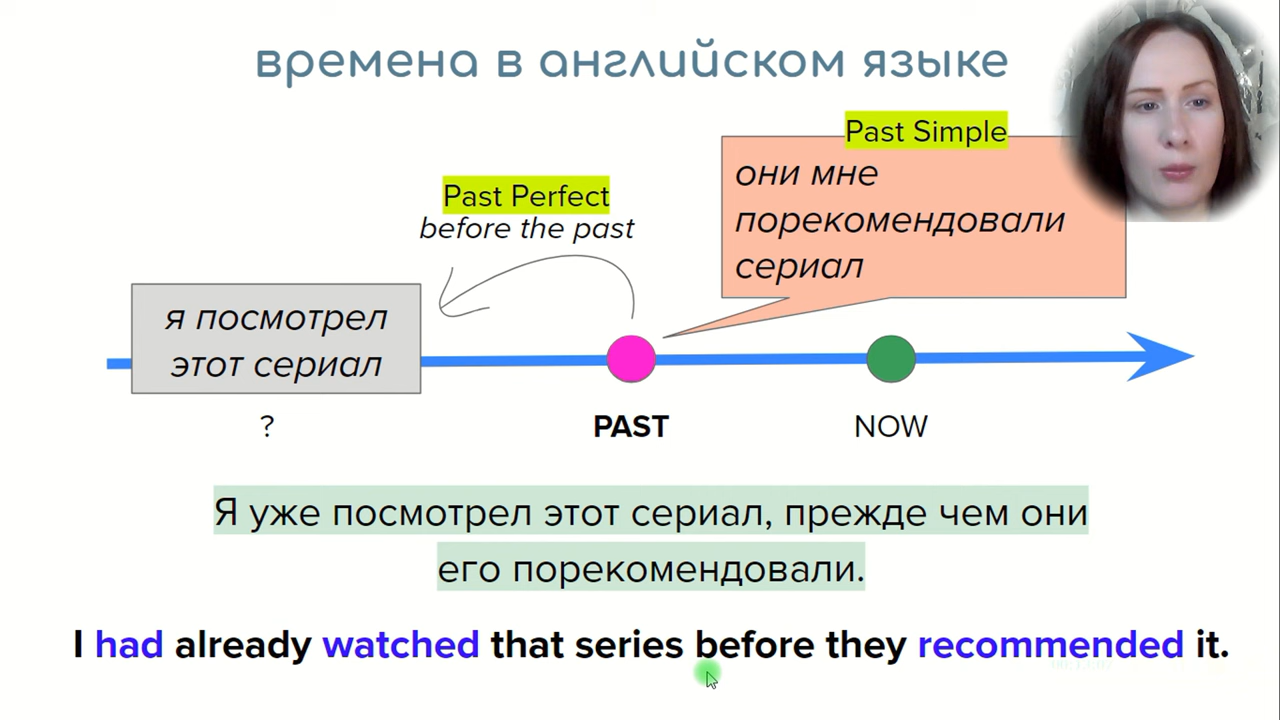 времена в английском языке
Past Simple
они мне
порекомендовали
сериал
Past Perfect
before the past
я посмотрел
этот сериал
?
PAST
NOW
Я уже посмотрел этот сериал, прежде чем они
его порекомендовали.
I had already watched that series before they recommended it.